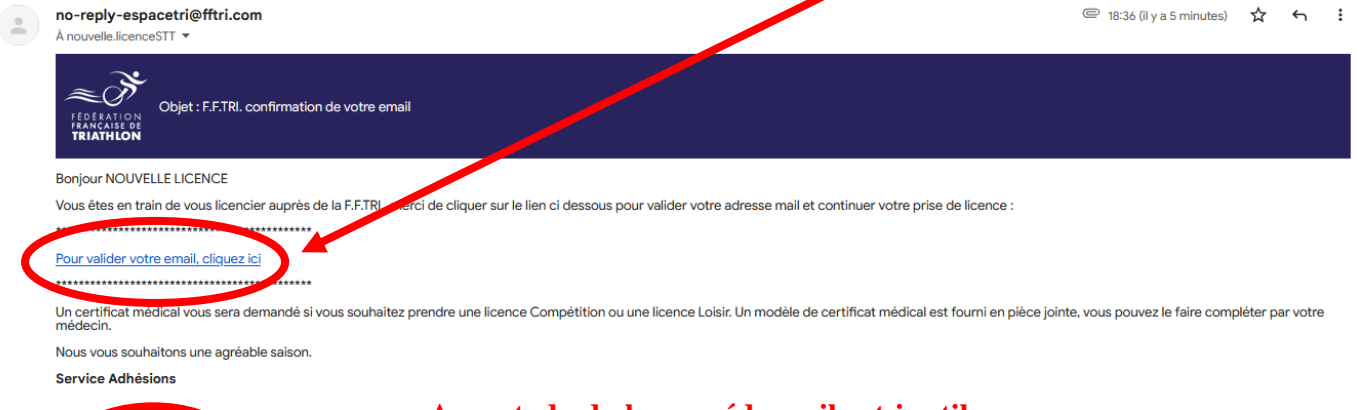 no-reply-espacetri@fftri.com
18:36 (il y a 5 minutes)
À nouvelle.licenceSTT
FÉDÉRATION
FRANÇAISE DE
TRIATHLON
Objet : F.F.TRI. confirmation de votre email
Bonjour NOUVELLE LICENCE
Vous êtes en train de vous licencier auprès de la F.F.TRI. merci de cliquer sur le lien ci dessous pour valider votre adresse mail et continuer votre prise de licence :
Pour valider votre email, cliquez ici
Un certificat médical vous sera demandé si vous souhaitez prendre une licence Compétition ou une licence Loisir. Un modèle de certificat médical est fourni en pièce jointe, vous pouvez le faire compléter par votre
médecin.
Nous vous souhaitons une agréable saison.
Service Adhésions